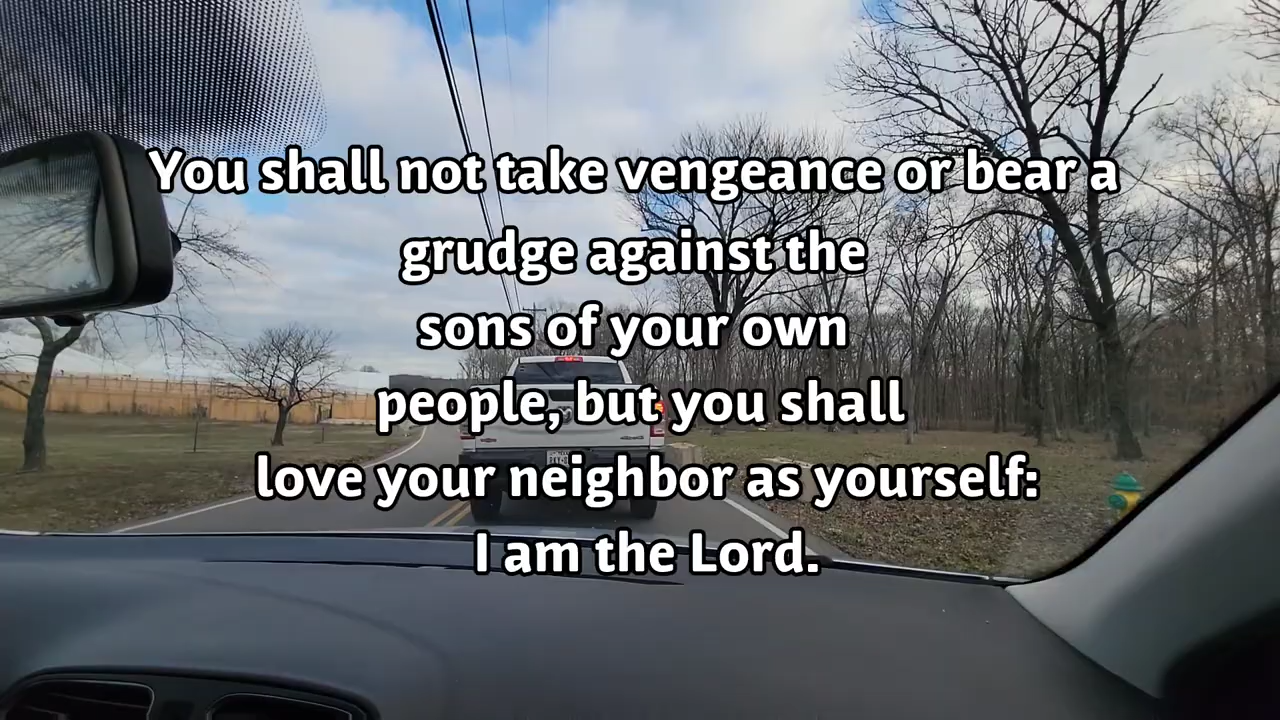 You shall not take vengeance or bear a
grudge against the
sons of your own
people, but you shall
love your neighbor as yourself:
I am the Lord.